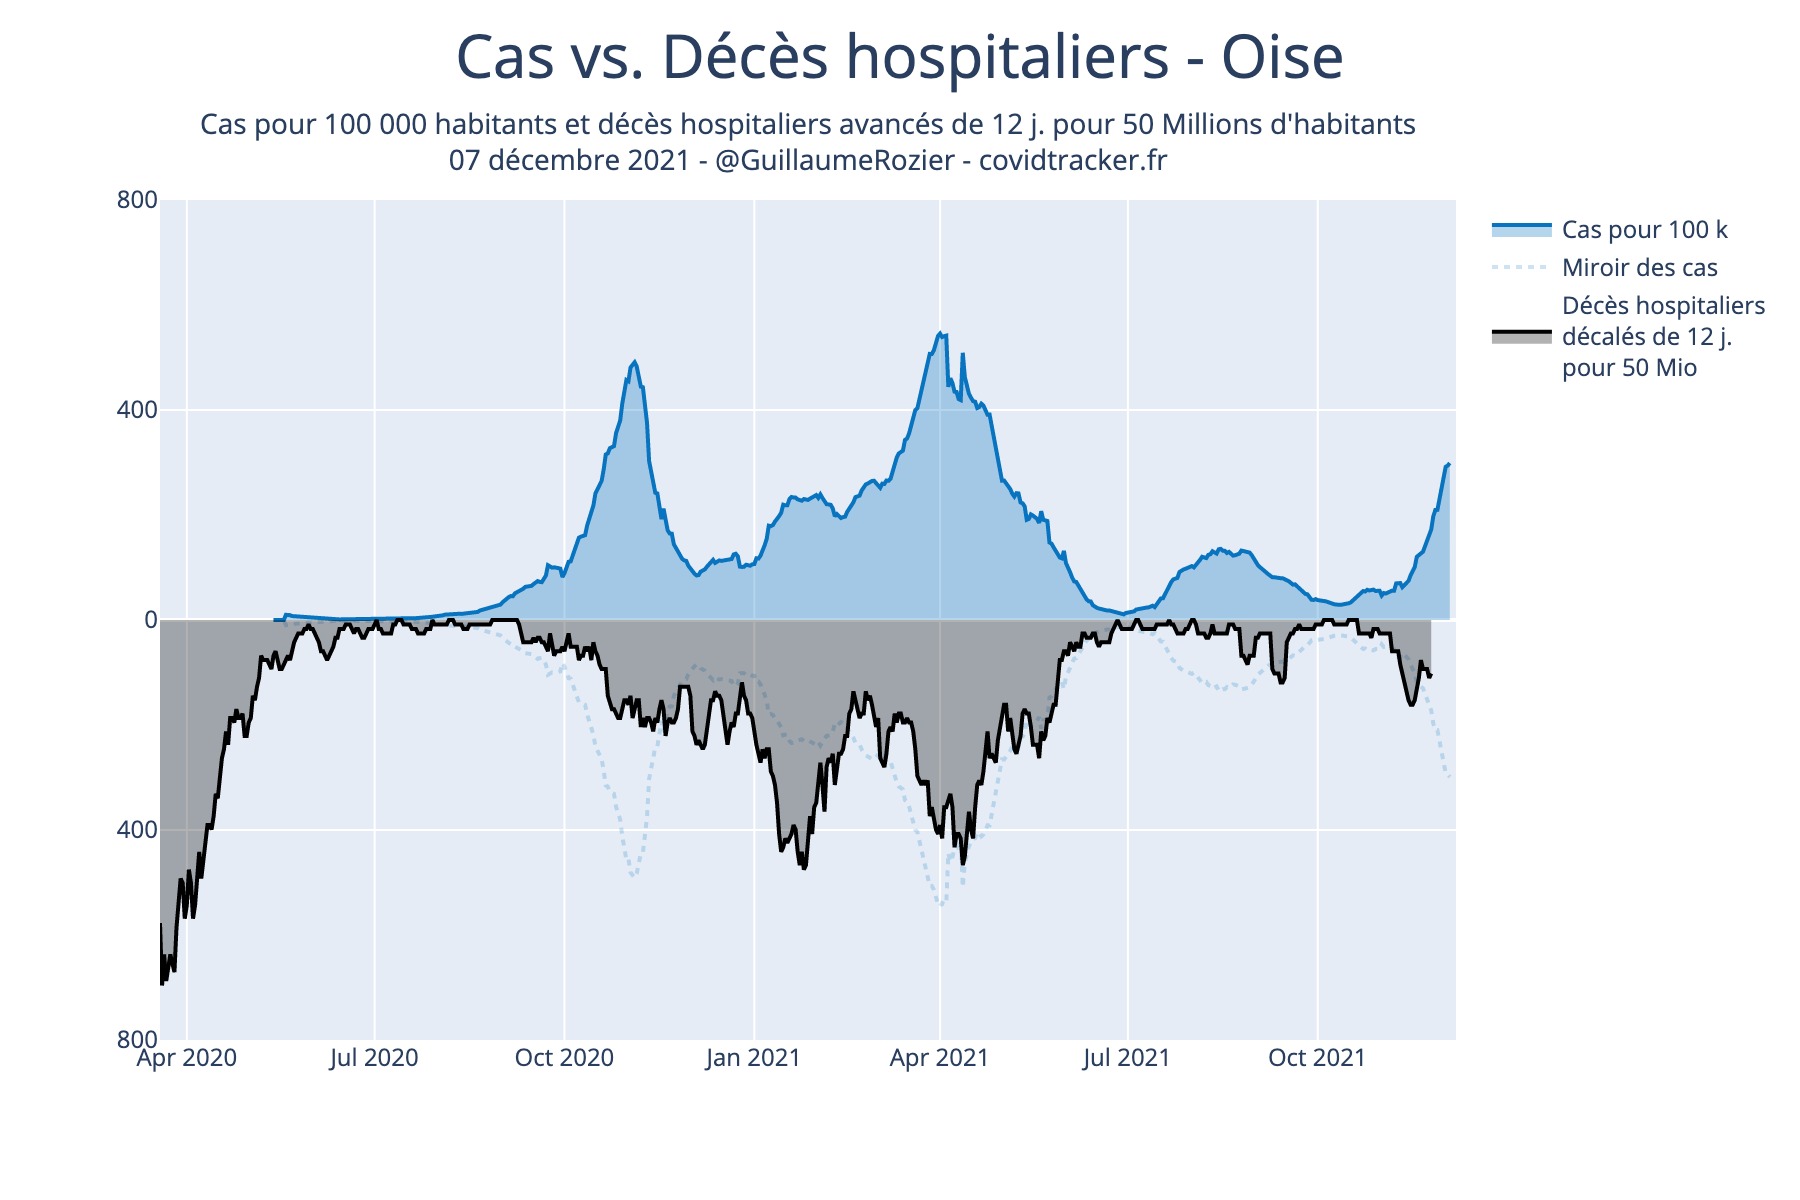 Cas vs. Décès hospitaliers - Oise
Cas pour 100 000 habitants et décès hospitaliers avancés de 12 j. pour 50 Millions d'habitants
07 décembre 2021 - @GuillaumeRozier - covidtracker.fr
800
400
0
400
800
Apr 2020
Jul 2020
Oct 2020
Jan 2021
Apr 2021
Jul 2021
Oct 2021
Cas pour 100 k
Miroir des cas
Décès hospitaliers
décalés de 12 j.
pour 50 Mio